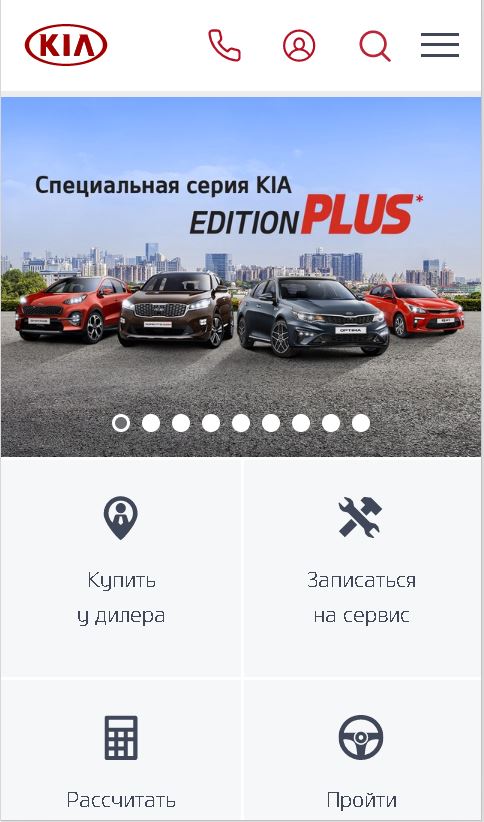 KIA
Специальная серия KIA
EDITION PLUS*
OPTIMA
Купить
у дилера
Записаться
на сервис
Рассчитать
Пройти